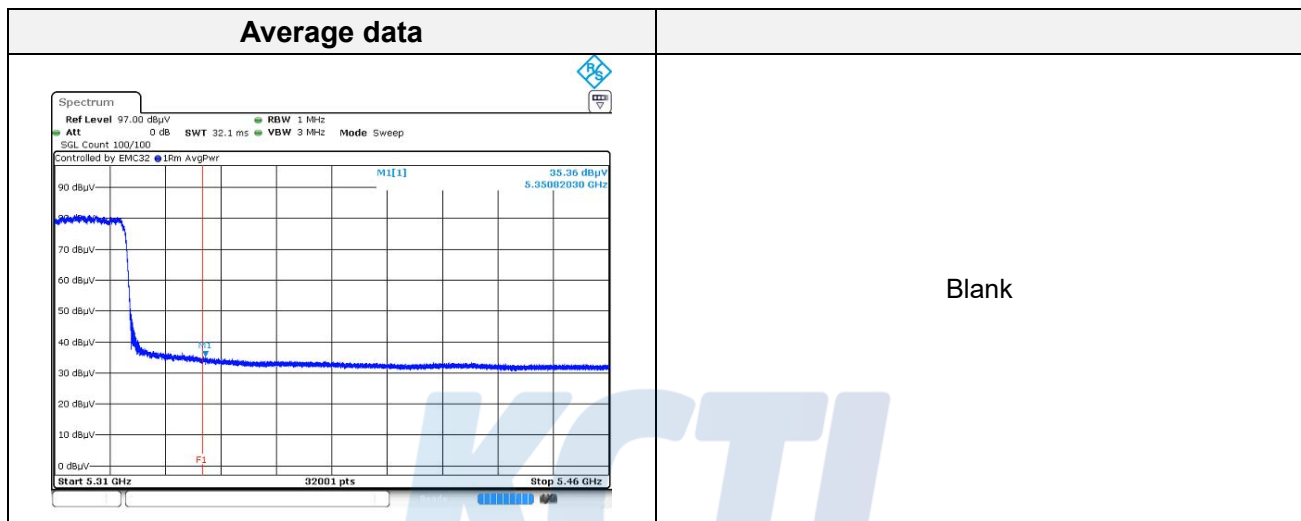 Average data
R&S
Spectrum
Ref Level 97.00 dBµV RBW 1 MHz
Att 0 dB SWT 32.1 ms VBW 3 MHz Mode Sweep
SGL Count 100/100
Controlled by EMC32 1Rm AvgPwr
M1[1] 35.36 dBµV
5.35082030 GHz
90 dBµV
80 dBµV
70 dBµV
60 dBµV
50 dBµV
40 dBµV
M1
30 dBµV
20 dBµV
10 dBµV
0 dBµV
F1
Start 5.31 GHz 32001 pts Stop 5.46 GHz
Blank
KCTL